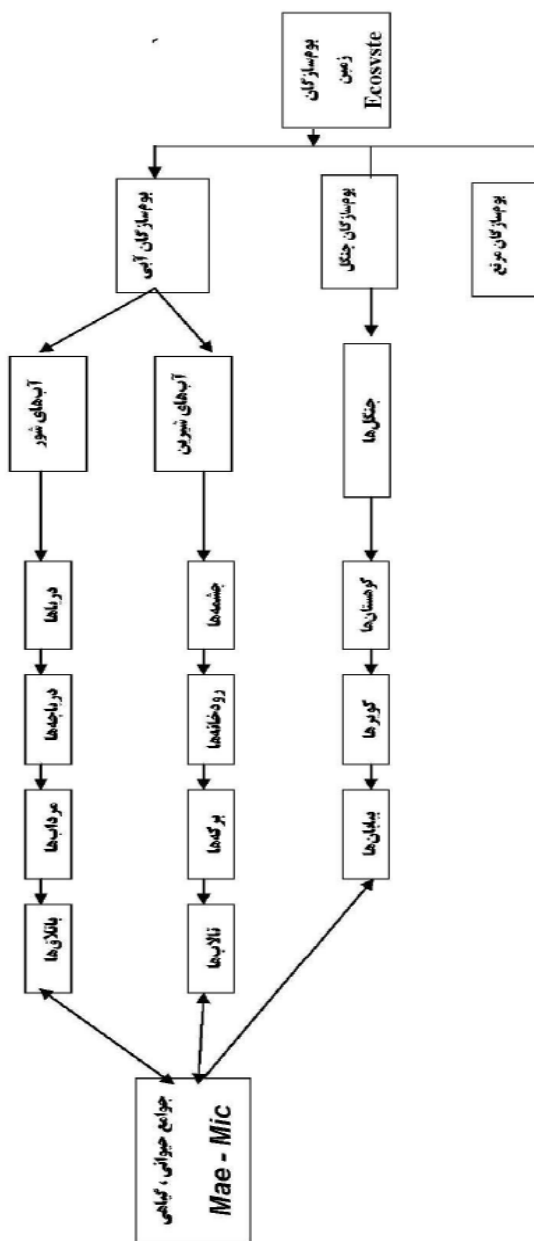 بوم‌سازگان
زمین
Ecosyste
بوم‌سازگان آبی
بوم‌سازگان جنگل
بوم‌سازگان مرتع
آب‌های شور
آب‌های شیرین
جنگل‌ها
دریاها
چشمه‌ها
کوهستان‌ها
دریاچه‌ها
رودخانه‌ها
کویرها
مرداب‌ها
برکه‌ها
بیابان‌ها
باتلاق‌ها
تالاب‌ها
جوامع حیوانی ، گیاهی
Mae - Mic